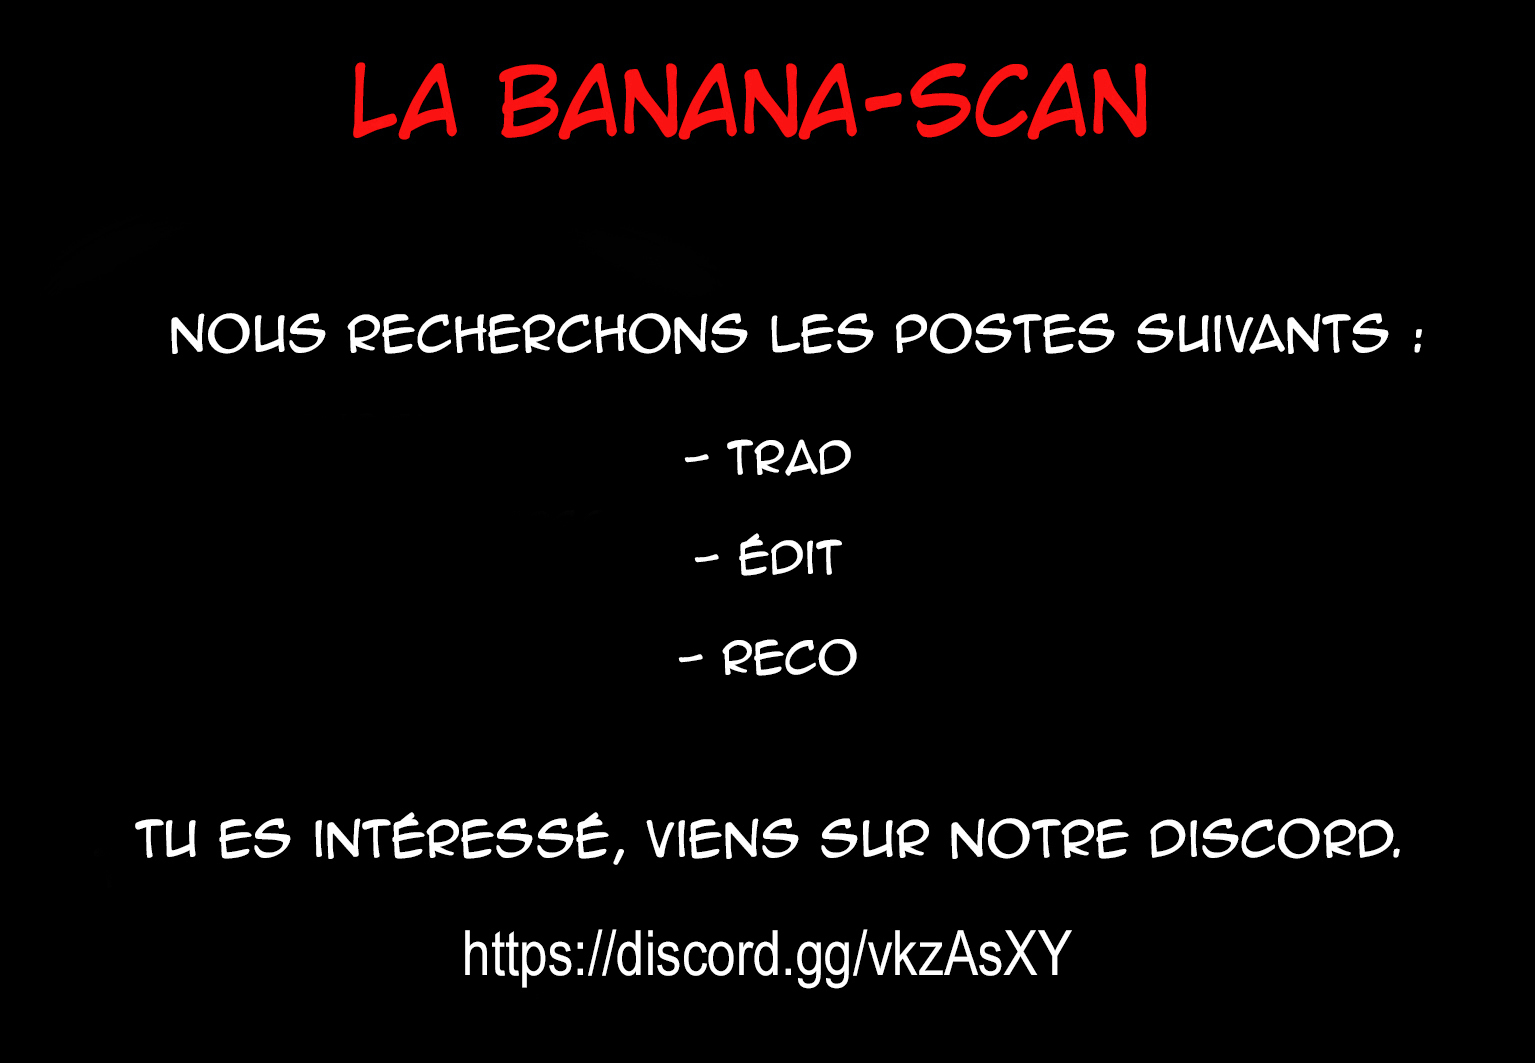 LA BANANA-SCAN
NOUS RECHERCHONS LES POSTES SUIVANTS :
- TRAD
- ÉDIT
- RECO
TU ES INTÉRESSÉ, VIENS SUR NOTRE DISCORD.
https://discord.gg/vkzAsXY